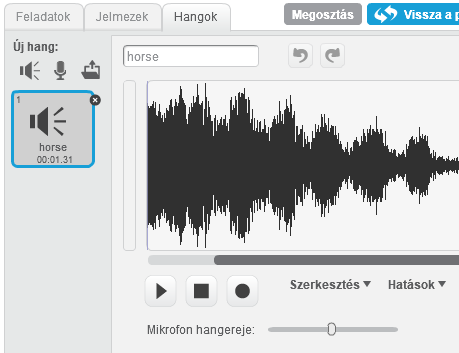 Feladatok Jelmezek Hangok Megosztás Vissza a p
Új hang:
horse
1
horse
00:01.31
Szerkesztés Hatások
Mikrofon hangereje: